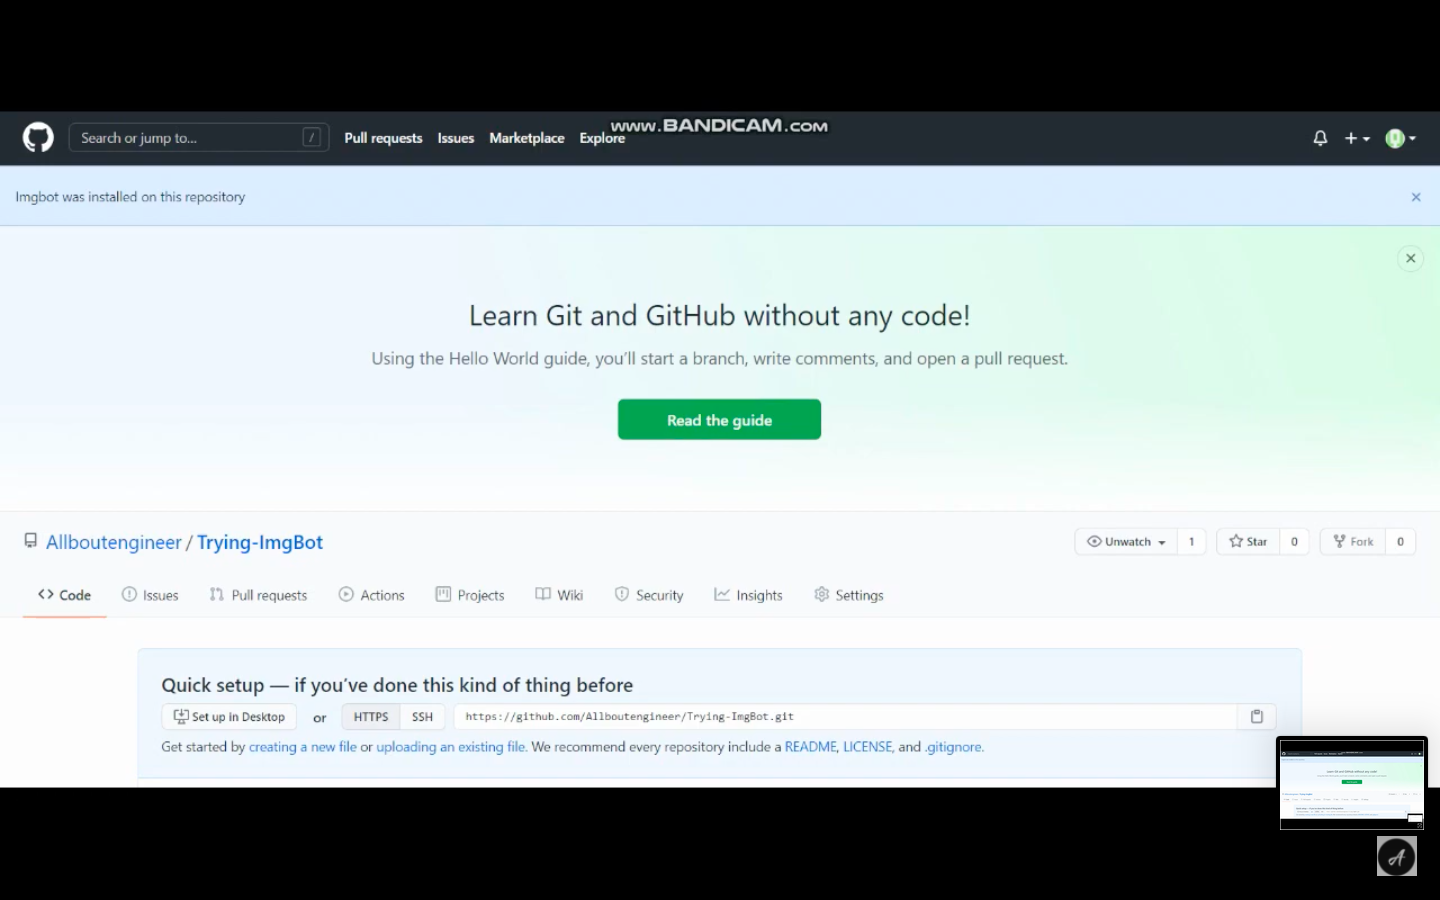 www.BANDICAM.com
Search or jump to... /
Pull requests Issues Marketplace Explore
Imgbot was installed on this repository
Learn Git and GitHub without any code!
Using the Hello World guide, you'll start a branch, write comments, and open a pull request.
Read the guide
Allboutengineer / Trying-ImgBot
Unwatch 1 Star 0 Fork 0
Code Issues Pull requests Actions Projects Wiki Security Insights Settings
Quick setup — if you've done this kind of thing before
Set up in Desktop or HTTPS SSH https://github.com/Allboutengineer/Trying-ImgBot.git
Get started by creating a new file or uploading an existing file. We recommend every repository include a README, LICENSE, and .gitignore.
A